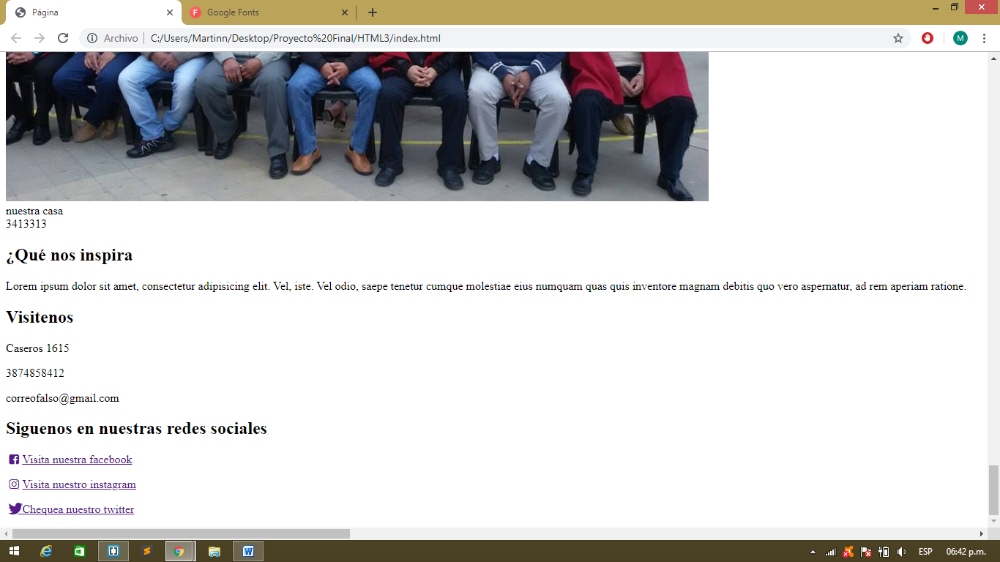 Página
Google Fonts
Archivo
C:/Users/Martinn/Desktop/Proyecto%20Final/HTML3/index.html
M
nuestra casa
3413313
¿Qué nos inspira
Lorem ipsum dolor sit amet, consectetur adipisicing elit. Vel, iste. Vel odio, saepe tenetur cumque molestiae eius numquam quas quis inventore magnam debitis quo vero aspernatur, ad rem aperiam ratione.
Visitenos
Caseros 1615
3874858412
correofalso@gmail.com
Siguenos en nuestras redes sociales
Visita nuestra facebook
Visita nuestro instagram
Chequea nuestro twitter
ESP
06:42 p.m.